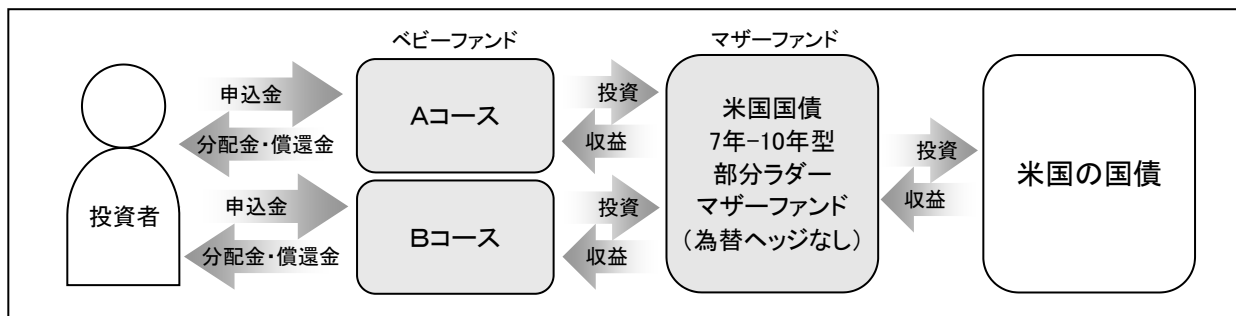 ベビーファンド
マザーファンド
投資者
申込金
分配金・償還金
申込金
分配金・償還金
Aコース
Bコース
投資
収益
投資
収益
米国国債
7年-10年型
部分ラダー
マザーファンド
(為替ヘッジなし)
投資
収益
米国の国債